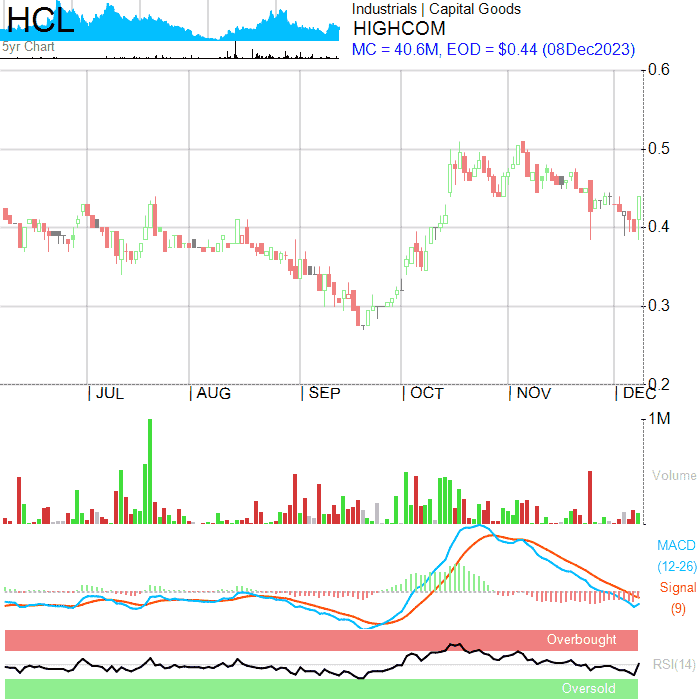 HCL
5yr Chart
Industrials | Capital Goods
HIGHCOM
MC = 40.6M, EOD = $0.44 (08Dec2023)
0.6
0.5
0.4
0.3
0.2
| JUL | AUG | SEP | OCT | NOV | DEC
1M
Volume
MACD
(12-26)
Signal
(9)
Overbought
RSI(14)
Oversold